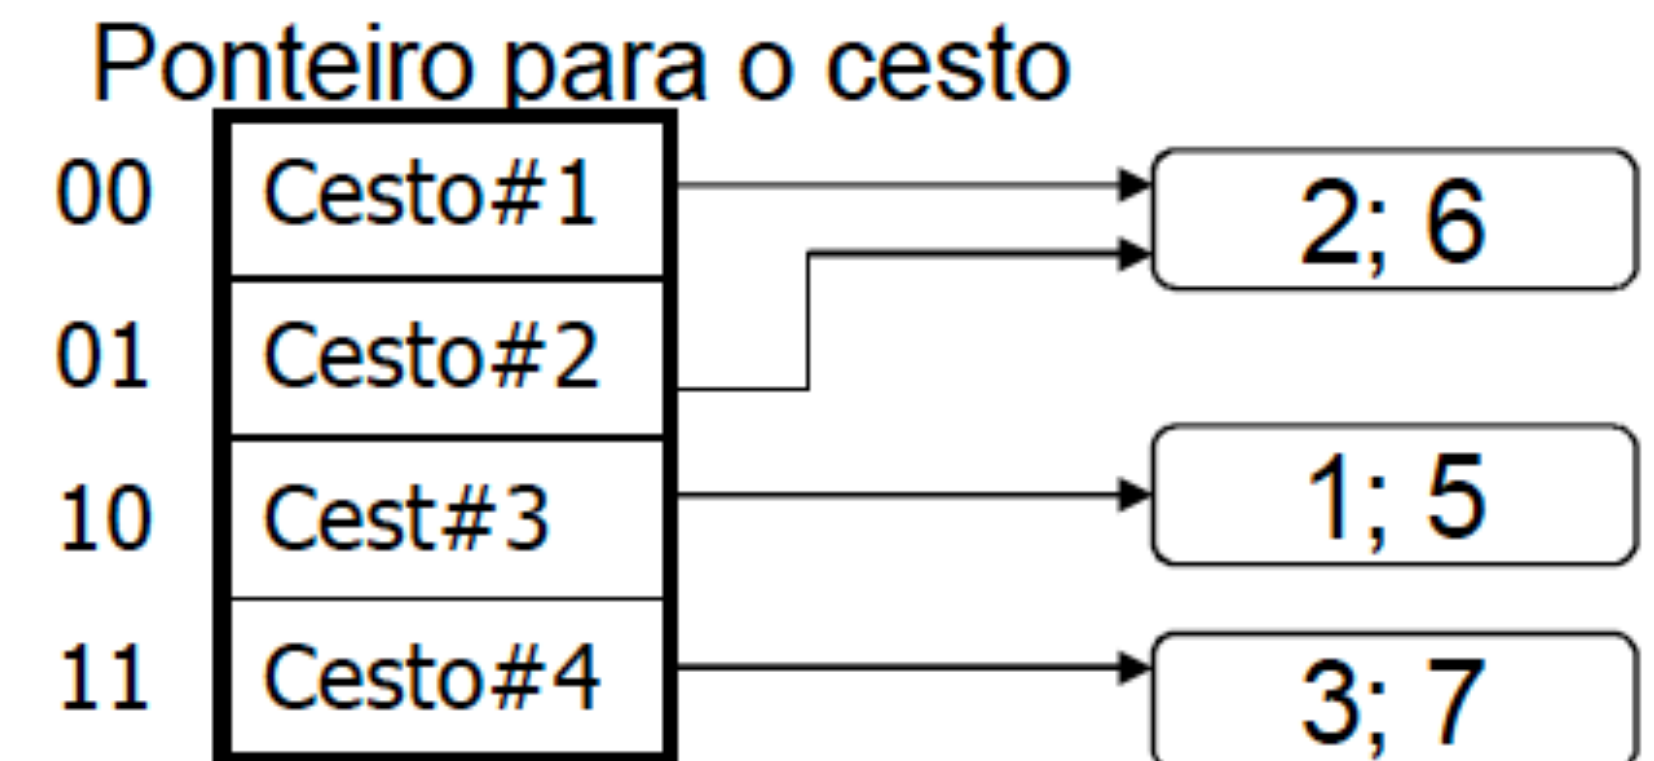 Ponteiro para o cesto
00 Cesto#1 2; 6
01 Cesto#2
10 Cest#3 1; 5
11 Cesto#4 3; 7